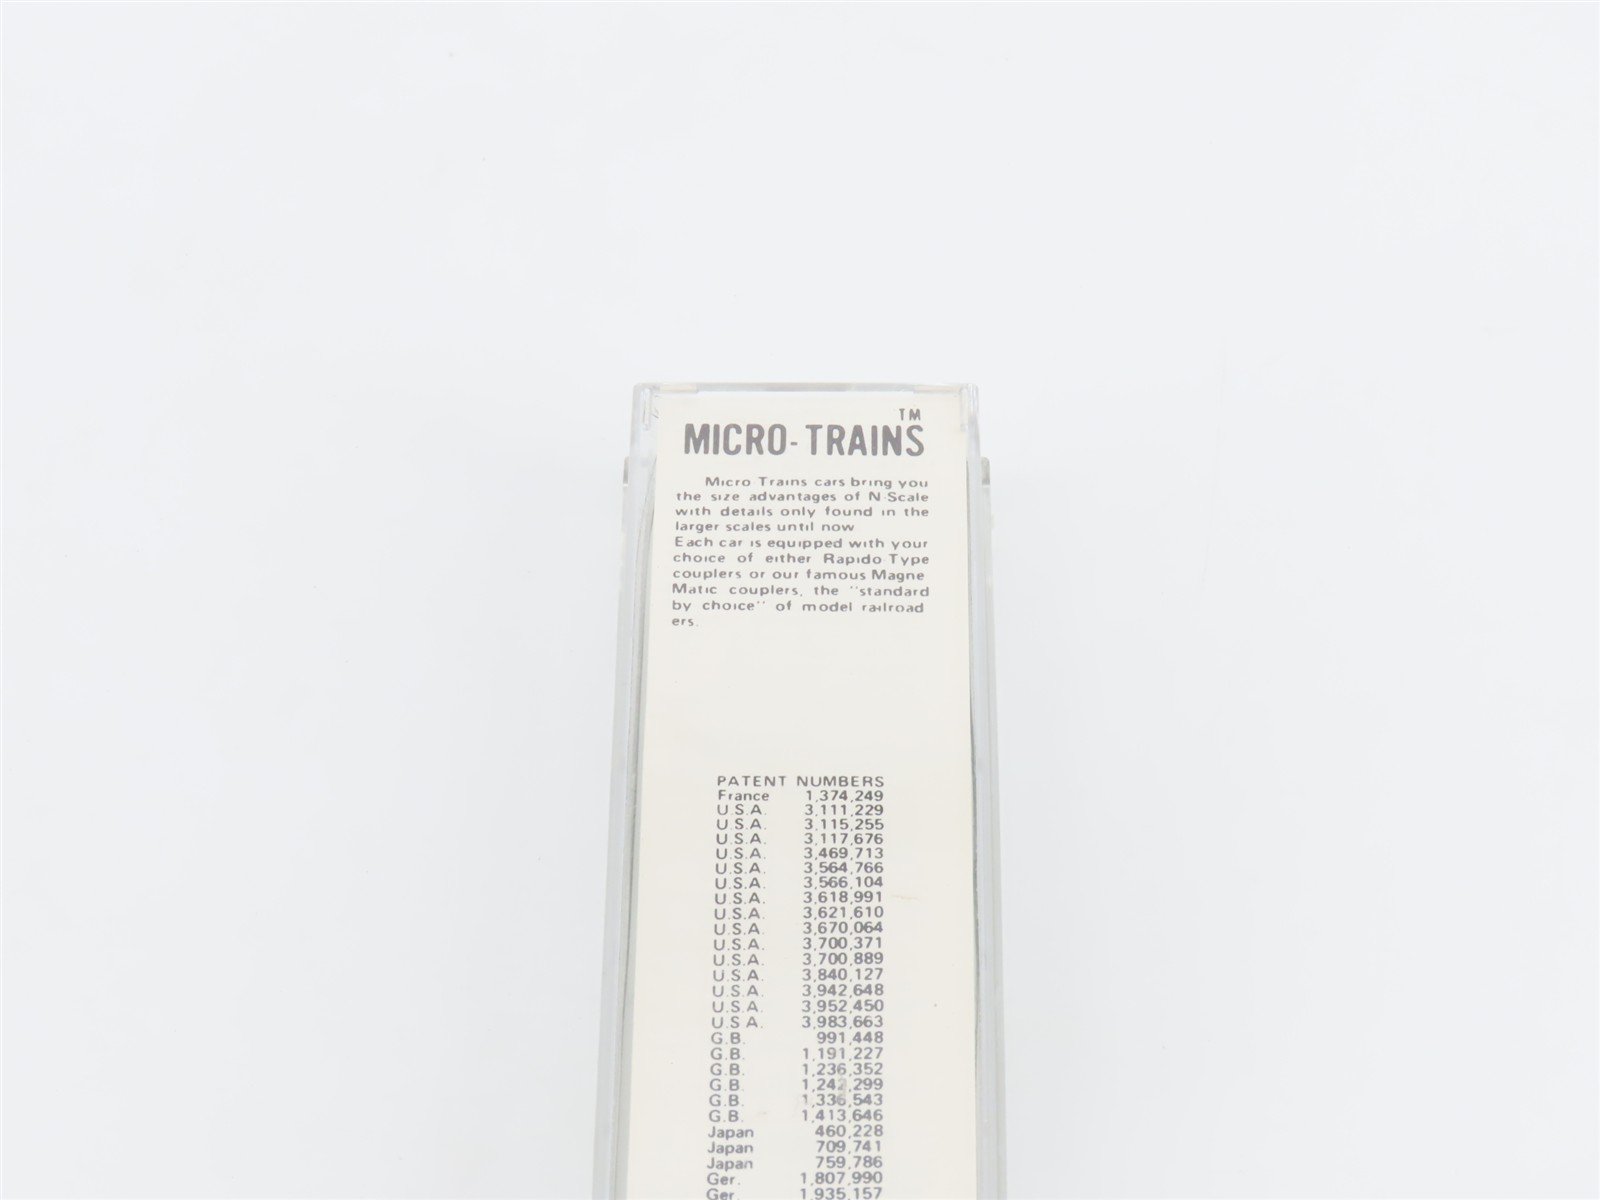 MICRO-TRAINS™
Micro-Trains cars bring you
the size advantages of N-Scale
with details only found in the
larger scales until now
Each car is equipped with your
choice of either Rapido-Type
couplers or our famous Magne
Matic couplers, the "standard
by choice" of model railroad
ers.
PATENT NUMBERS
France 1,374,249
U.S.A. 3,111,229
U.S.A. 3,115,255
U.S.A. 3,117,676
U.S.A. 3,469,713
U.S.A. 3,564,766
U.S.A. 3,566,104
U.S.A. 3,618,991
U.S.A. 3,621,610
U.S.A. 3,670,064
U.S.A. 3,700,371
U.S.A. 3,700,889
U.S.A. 3,840,127
U.S.A. 3,942,648
U.S.A. 3,952,450
U.S.A. 3,983,663
G.B. 991,448
G.B. 1,191,227
G.B. 1,236,352
G.B. 1,242,299
G.B. 1,336,543
G.B. 1,413,646
Japan 460,228
Japan 709,741
Japan 759,786
Ger. 1,807,990
Ger. 1,935,157